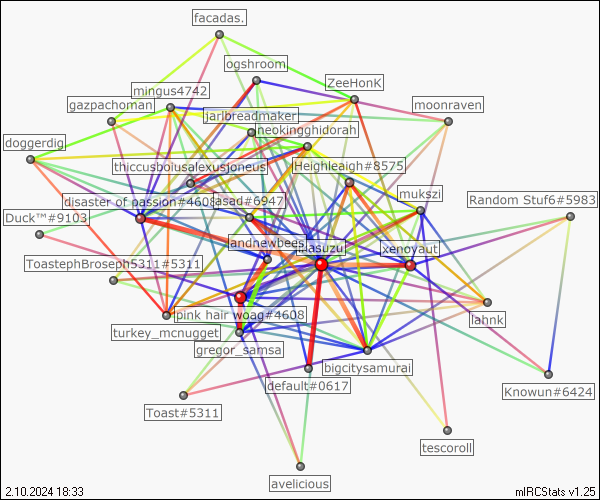 facadas.
ogshroom
ZeeHonK
mingus4742
gazpachoman
moonraven
jarlbreadmaker
neokingghidorah
doggerdig
thiccusboiusalexusjoneus
Heighleaigh#8575
mukszi
Random Stuf6#5983
disaster of passion#4608
asad#6947
Duck™#9103
landnewbees
xenoyaut
ToastephBroseph5311#5311
pink hair woag#4608
lahnk
turkey_mcnugget
gregor_samsa
bigcitysamurai
default#0617
Knowun#6424
Toast#5311
tescoroll
avelicious
2.10.2024 18:33
mIRCStats v1.25